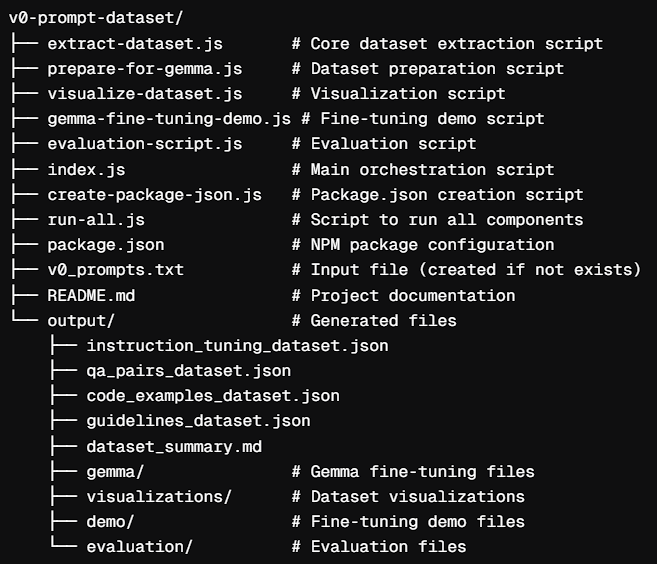 v0-prompt-dataset/
├── extract-dataset.js       # Core dataset extraction script
├── prepare-for-gemma.js     # Dataset preparation script
├── visualize-dataset.js     # Visualization script
├── gemma-fine-tuning-demo.js # Fine-tuning demo script
├── evaluation-script.js     # Evaluation script
├── index.js                 # Main orchestration script
├── create-package-json.js   # Package.json creation script
├── run-all.js               # Script to run all components
├── package.json             # NPM package configuration
├── v0_prompts.txt           # Input file (created if not exists)
├── README.md                # Project documentation
└── output/                  # Generated files
    ├── instruction_tuning_dataset.json
    ├── qa_pairs_dataset.json
    ├── code_examples_dataset.json
    ├── guidelines_dataset.json
    ├── dataset_summary.md
    ├── gemma/               # Gemma fine-tuning files
    ├── visualizations/      # Dataset visualizations
    ├── demo/                # Fine-tuning demo files
    └── evaluation/          # Evaluation files